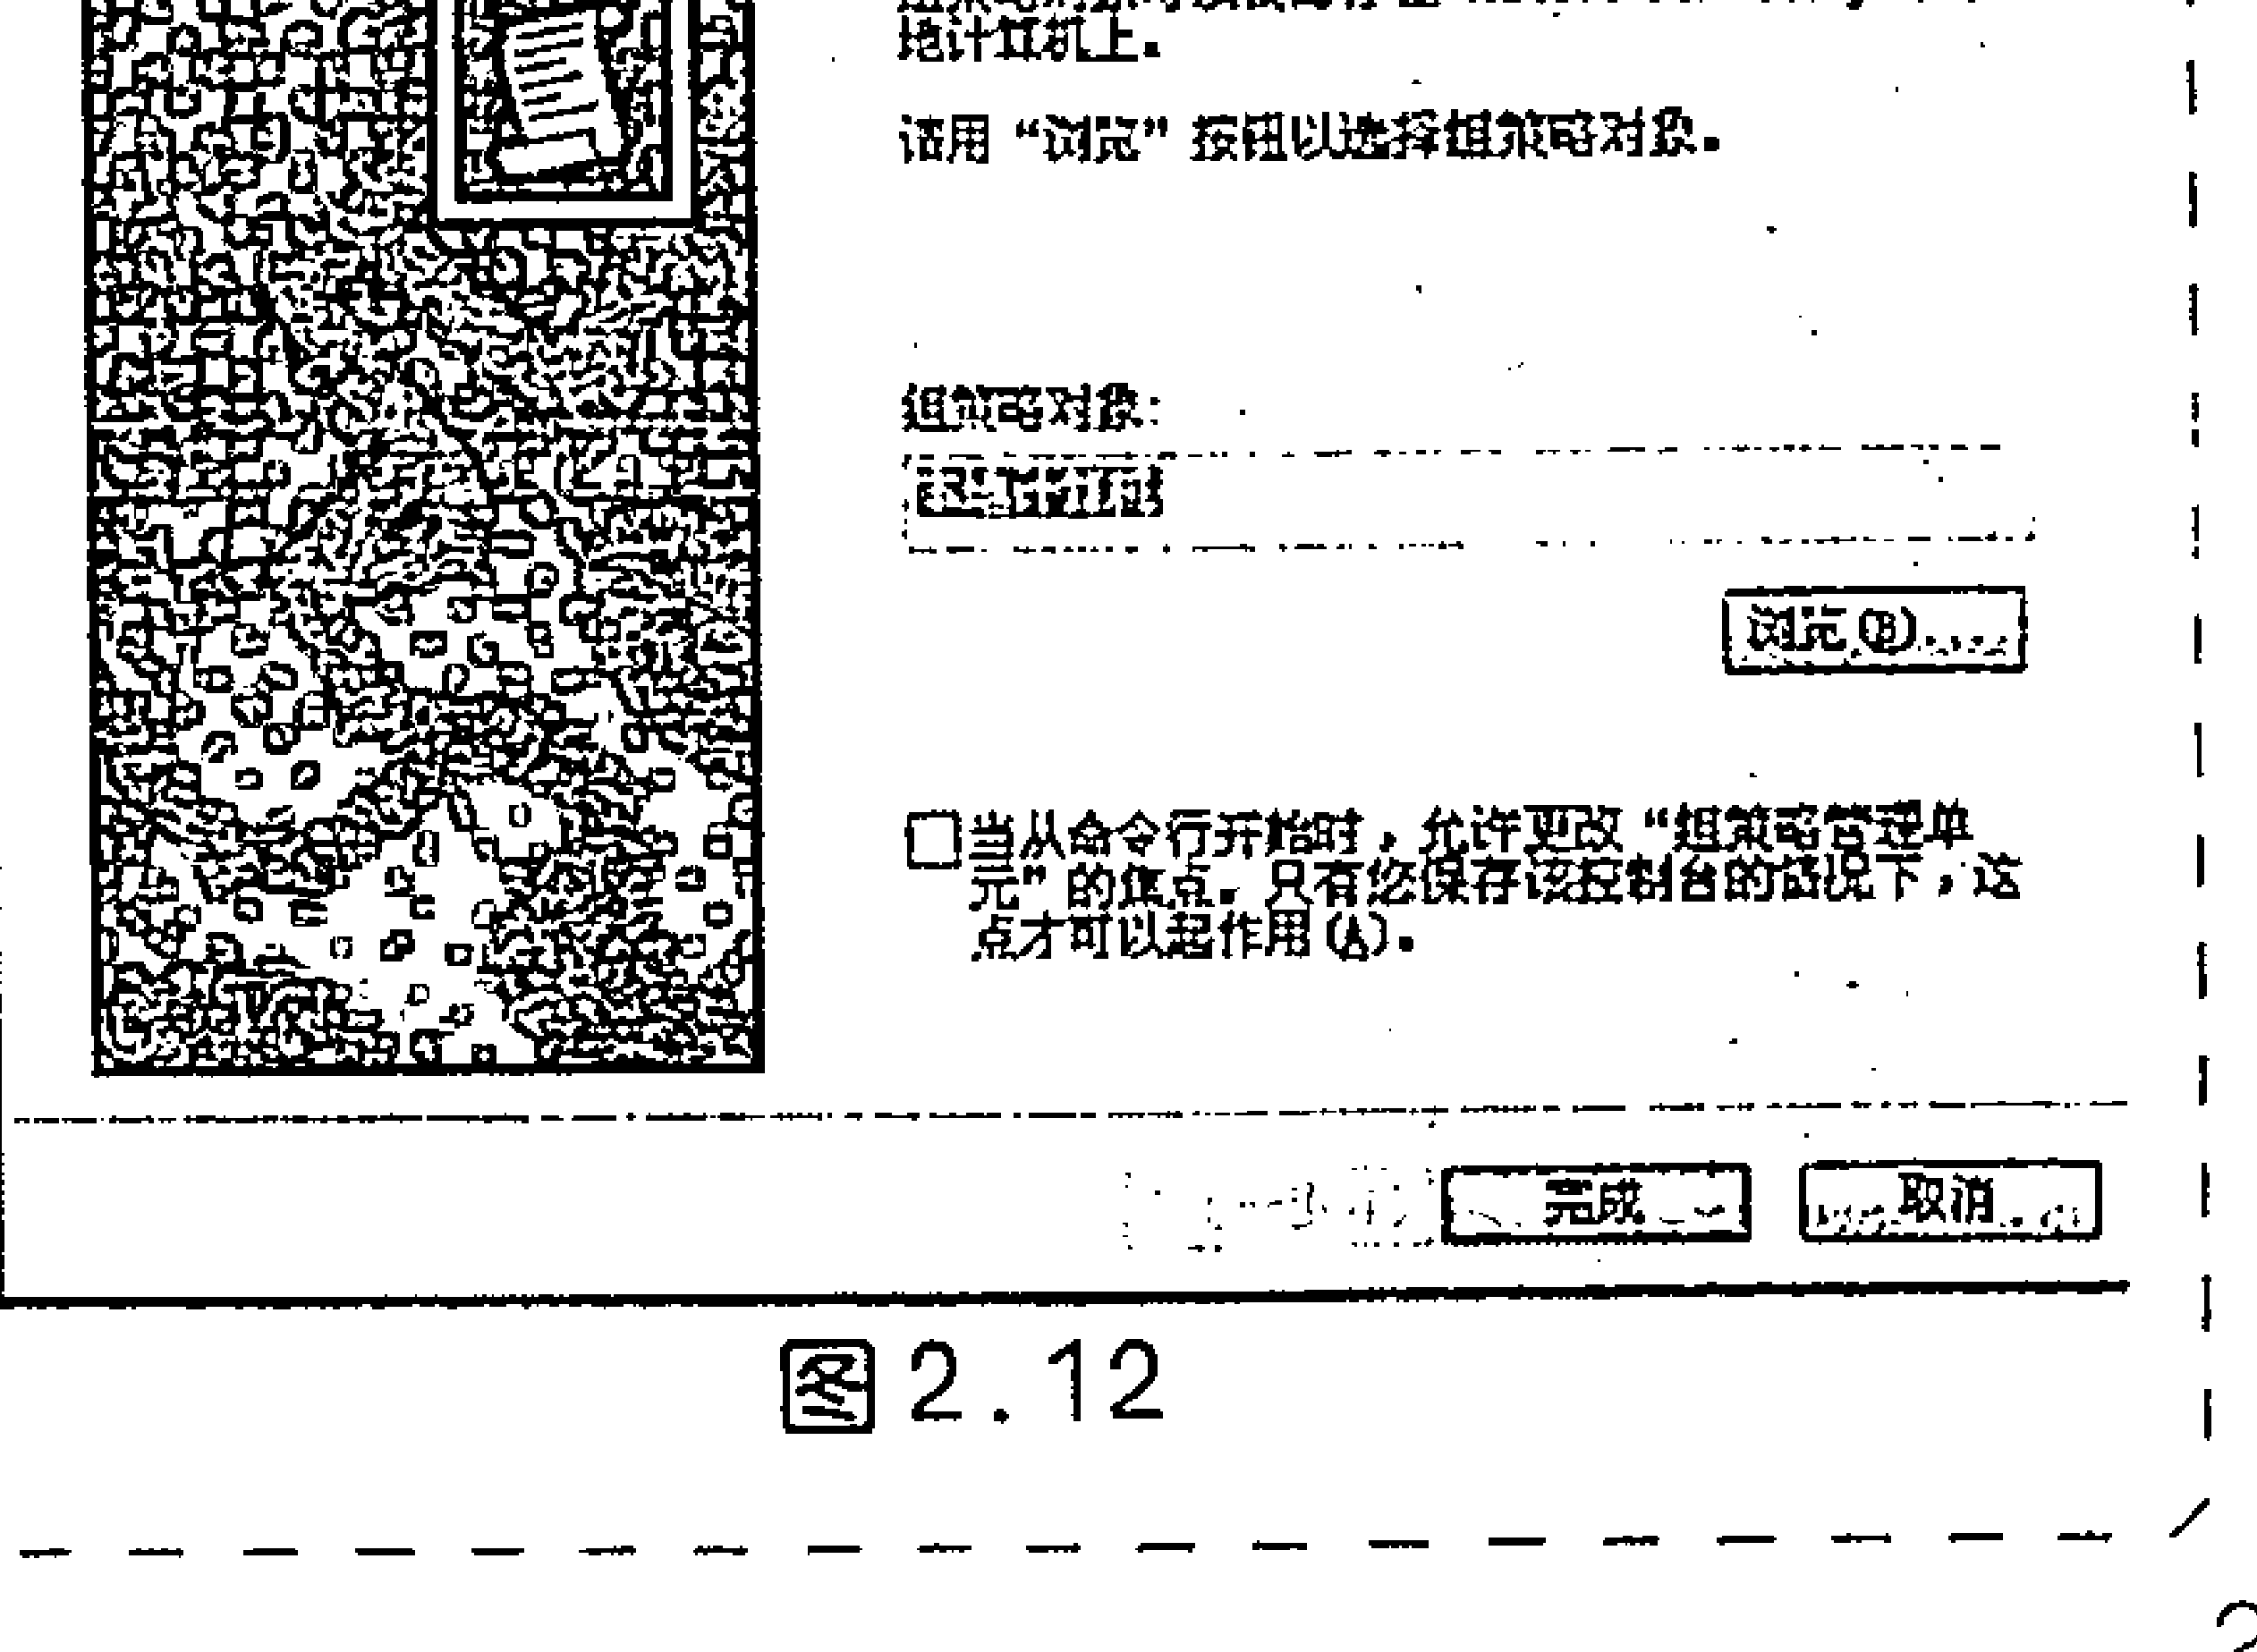 地计算机上。
请用“浏览”按钮以选择组策略对象。
组策略对象：
本地计算机
浏览(B)...
当从命令行开始时，允许更改“组策略管理单
元”的焦点。只有您保存该控制台的情况下，这
点才可以起作用(A)。
完成
取消
图2.12